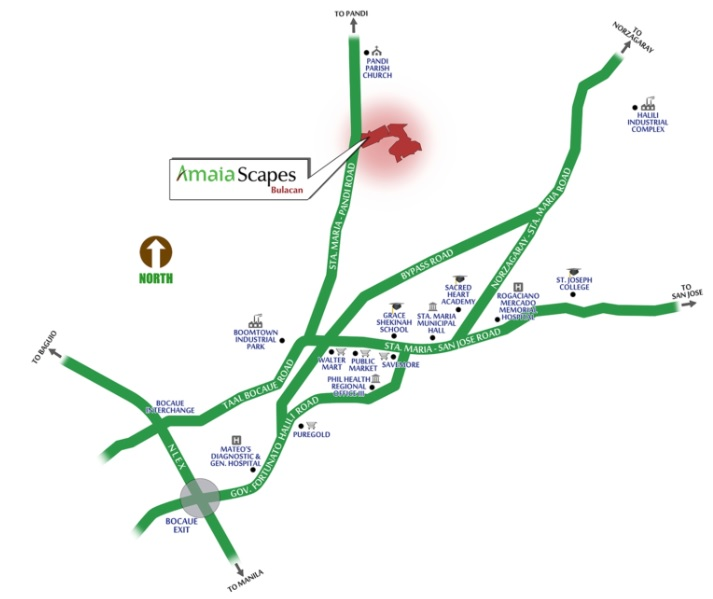 TO PANDI
TO
NORZAGARAY
PANDI
PARISH
CHURCH
HALILI
INDUSTRIAL
COMPLEX
Amaia Scapes
Bulacan
STA. MARIA - PANDI ROAD
NORZAGARAY - STA. MARIA ROAD
BYPASS ROAD
NORTH
ST. JOSEPH
COLLEGE
TO
SAN JOSE
SACRED
HEART
ACADEMY
H
ROGACIANO
MERCADO
MEMORIAL
HOSPITAL
GRACE
SHEKINAH
SCHOOL
STA. MARIA
MUNICIPAL
HALL
BOOMTOWN
INDUSTRIAL
PARK
STA. MARIA - SAN JOSE ROAD
TO BAGUIO
WALTER
MART
PUBLIC
MARKET
SAVEMORE
PHIL HEALTH
REGIONAL
OFFICE III
TAAL BOCAUE ROAD
BOCAUE
INTERCHANGE
GOV. FORTUNATO HALILI ROAD
PUREGOLD
NLEX
H
MATEO'S
DIAGNOSTIC &
GEN. HOSPITAL
BOCAUE
EXIT
TO MANILA